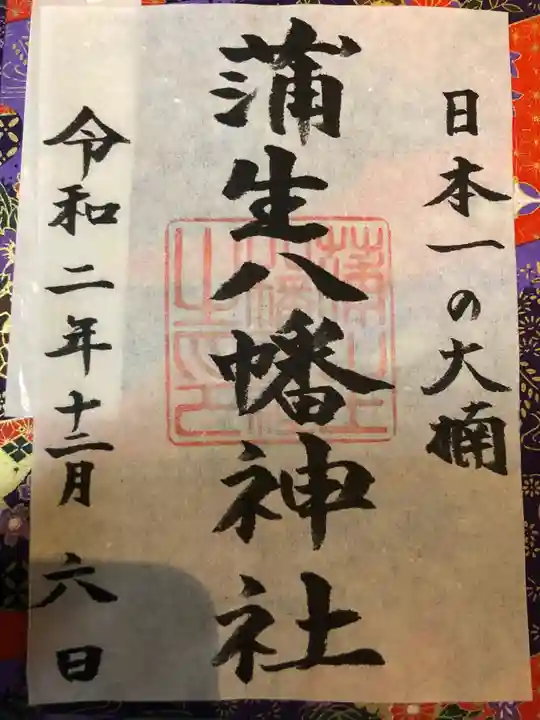 日本一の大楠
蒲生八幡神社
令和二年十二月六日